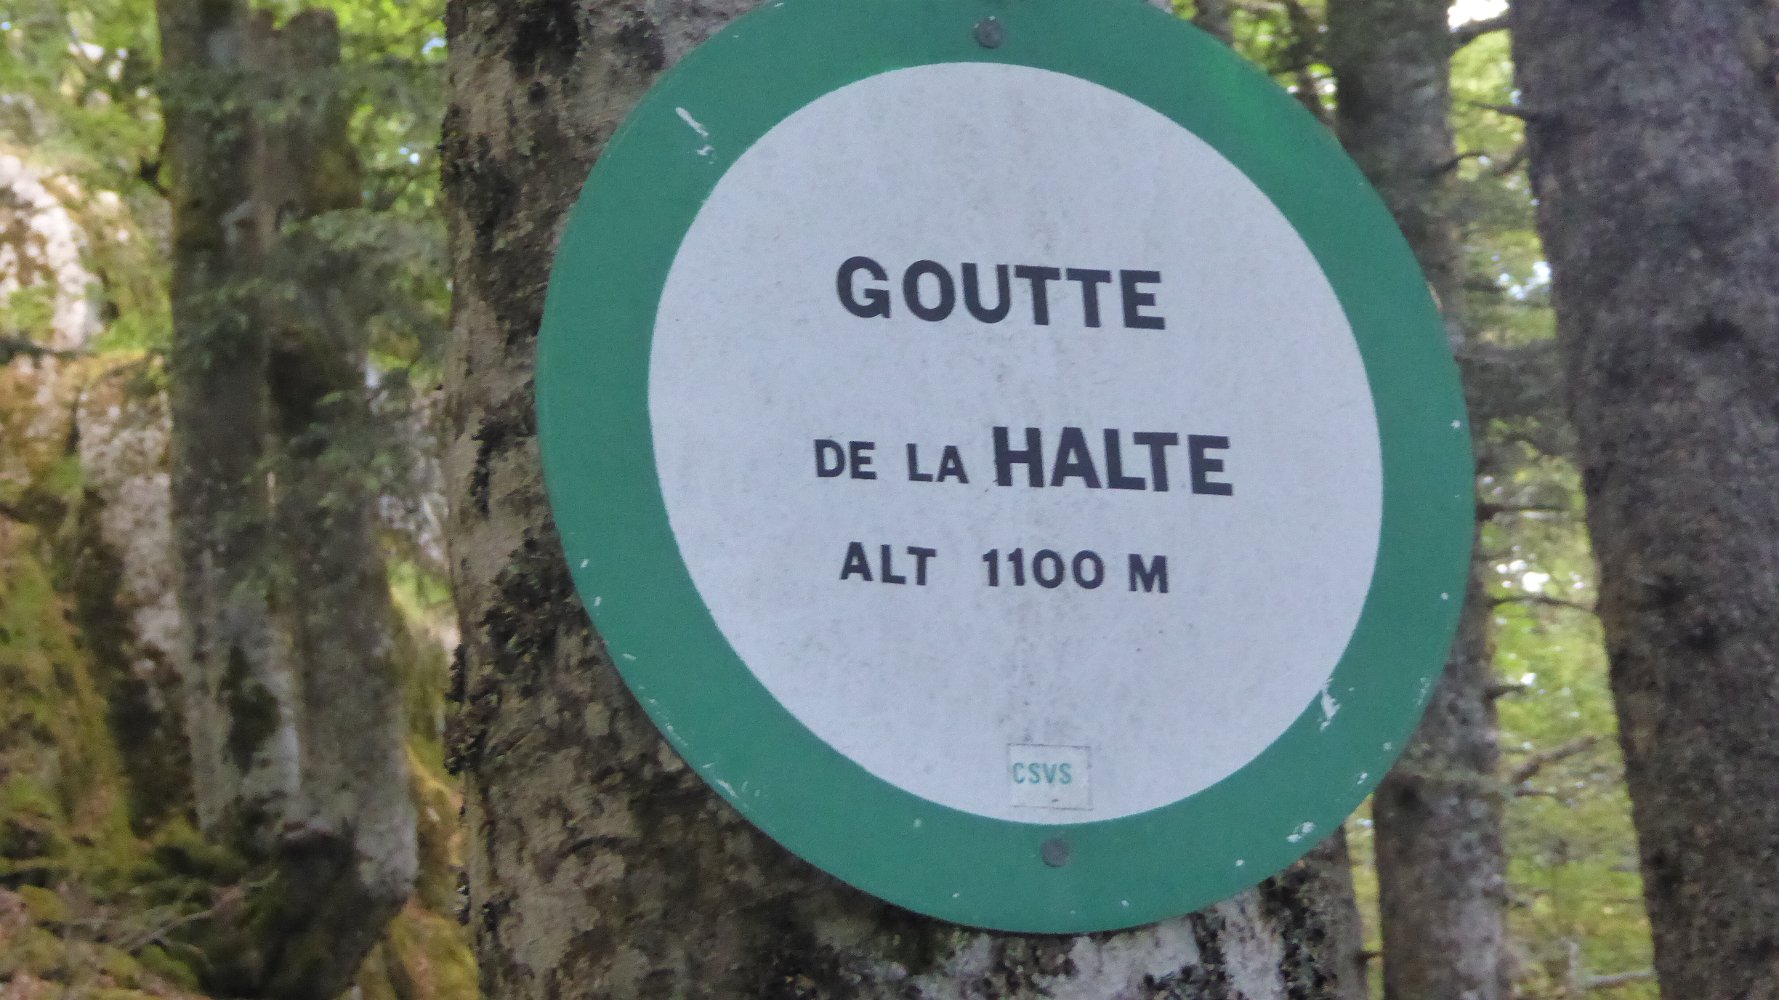 GOUTTE
DE LA HALTE
ALT 1100 M
CSVS